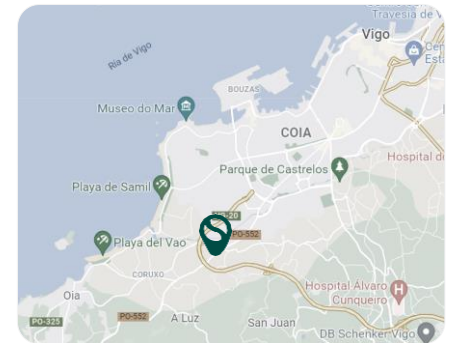 Travesía de V
Vigo
Cen
Esta
Ría de Vigo
BOUZAS
Museo do Mar
COIA
Hospital d
Parque de Castrelos
Playa de Samil
PO-552
Playa del Vao
CORUXO
Hospital Álvaro
Cunqueiro
Oia
PO-325
PO-552
A Luz
San Juan
DB Schenker Vigo